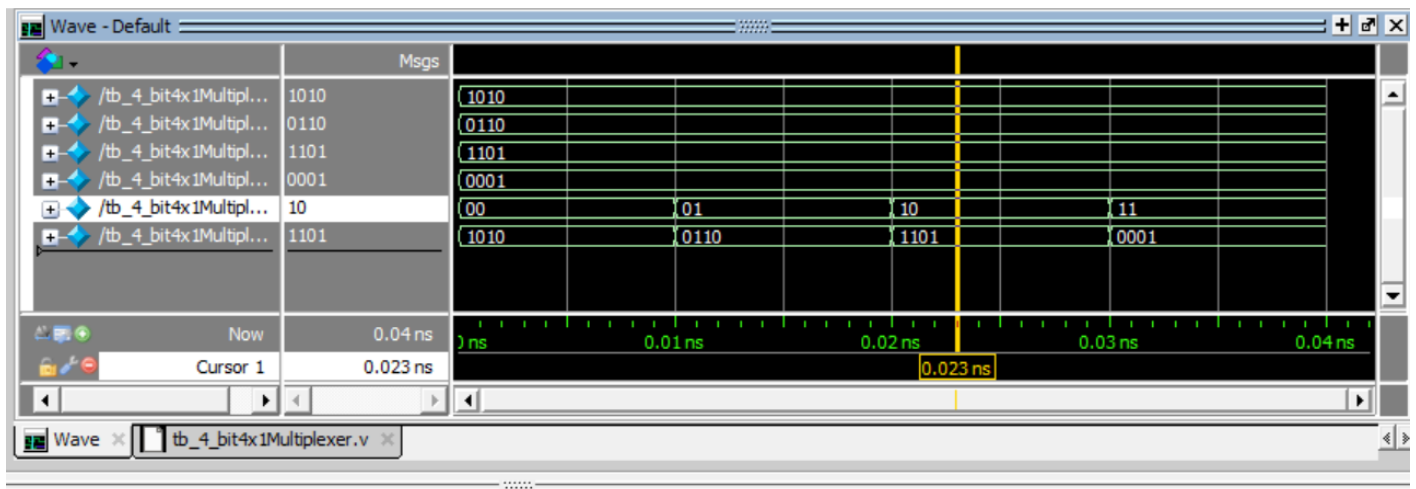 Wave - Default
Msgs
/tb_4_bit4x1Multipl... 1010 1010
/tb_4_bit4x1Multipl... 0110 0110
/tb_4_bit4x1Multipl... 1101 1101
/tb_4_bit4x1Multipl... 0001 0001
/tb_4_bit4x1Multipl... 10 00 01 10 11
/tb_4_bit4x1Multipl... 1101 1010 0110 1101 0001
Now 0.04 ns ns 0.01 ns 0.02 ns 0.03 ns 0.04 ns
Cursor 1 0.023 ns 0.023 ns
Wave tb_4_bit4x1Multiplexer.v